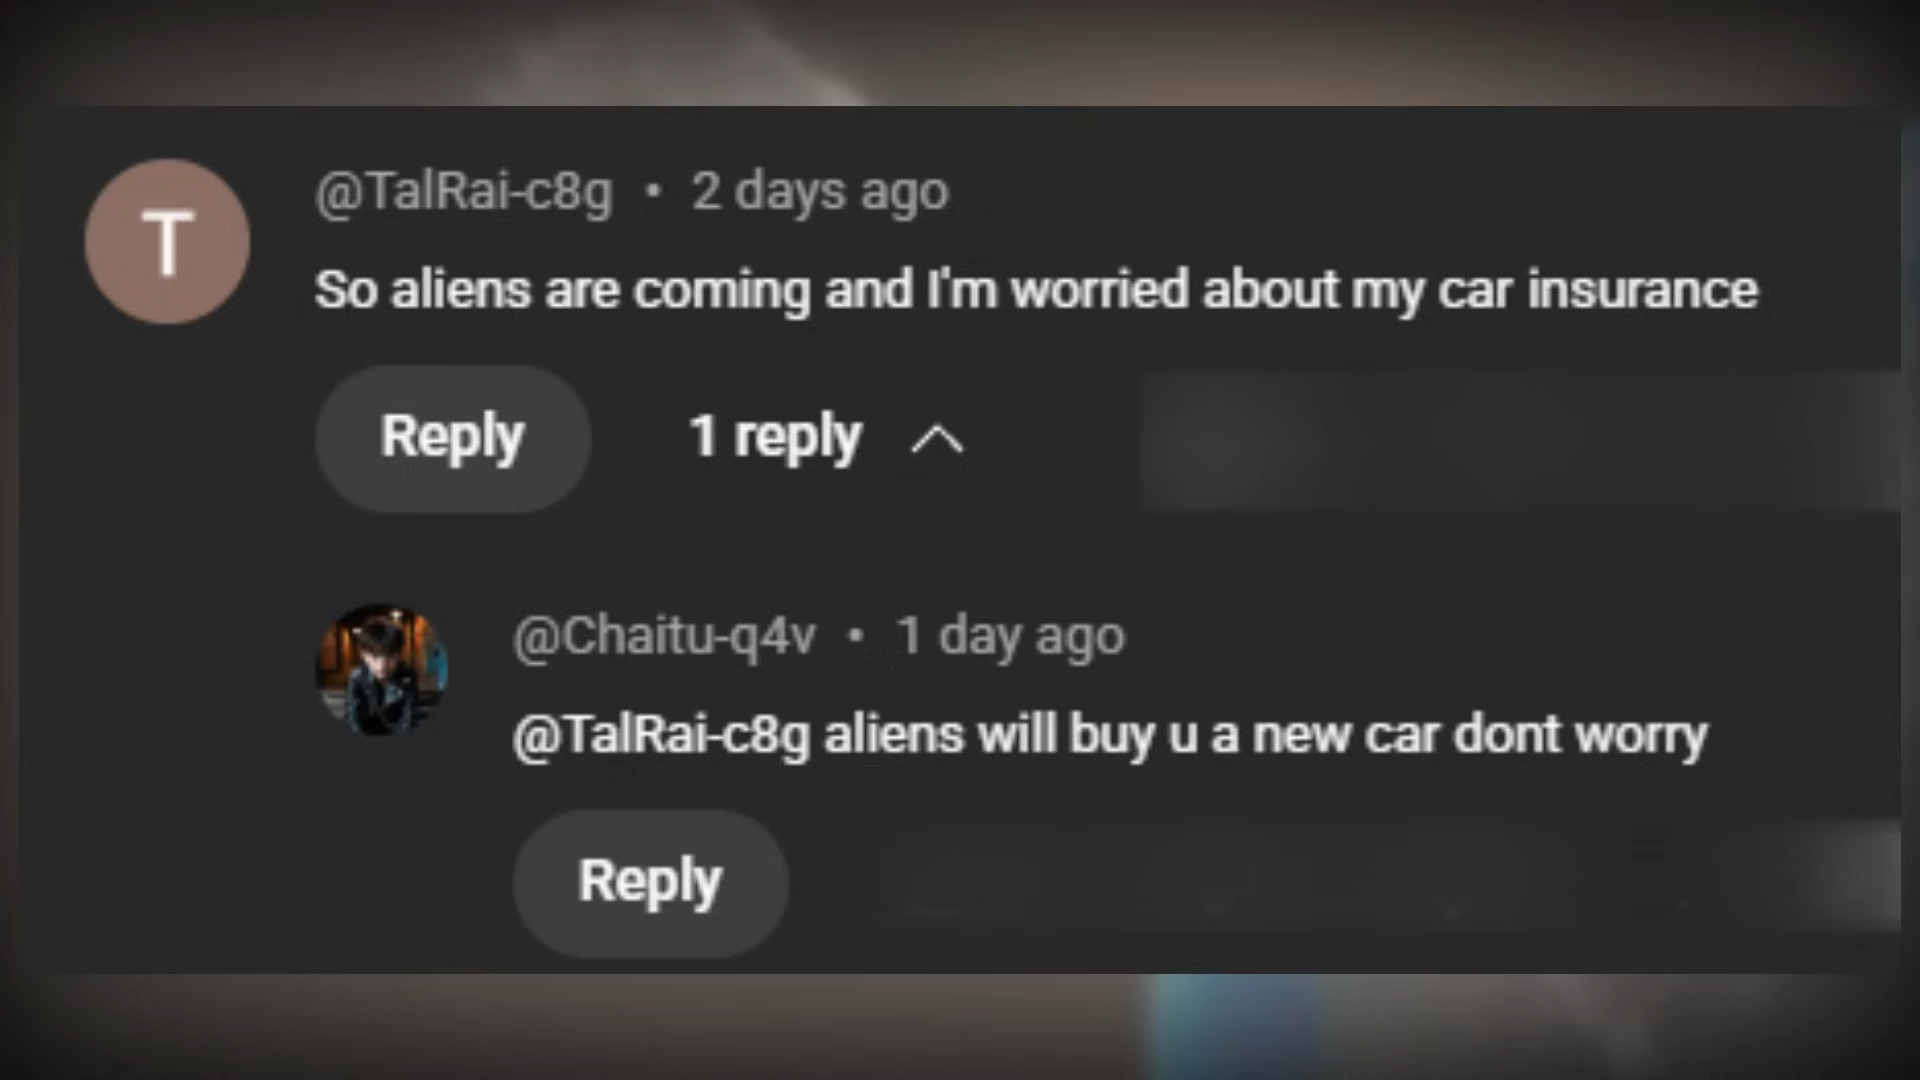 T
@TalRai-c8g • 2 days ago
So aliens are coming and I'm worried about my car insurance
Reply 1 reply
@Chaitu-q4v • 1 day ago
@TalRai-c8g aliens will buy u a new car dont worry
Reply